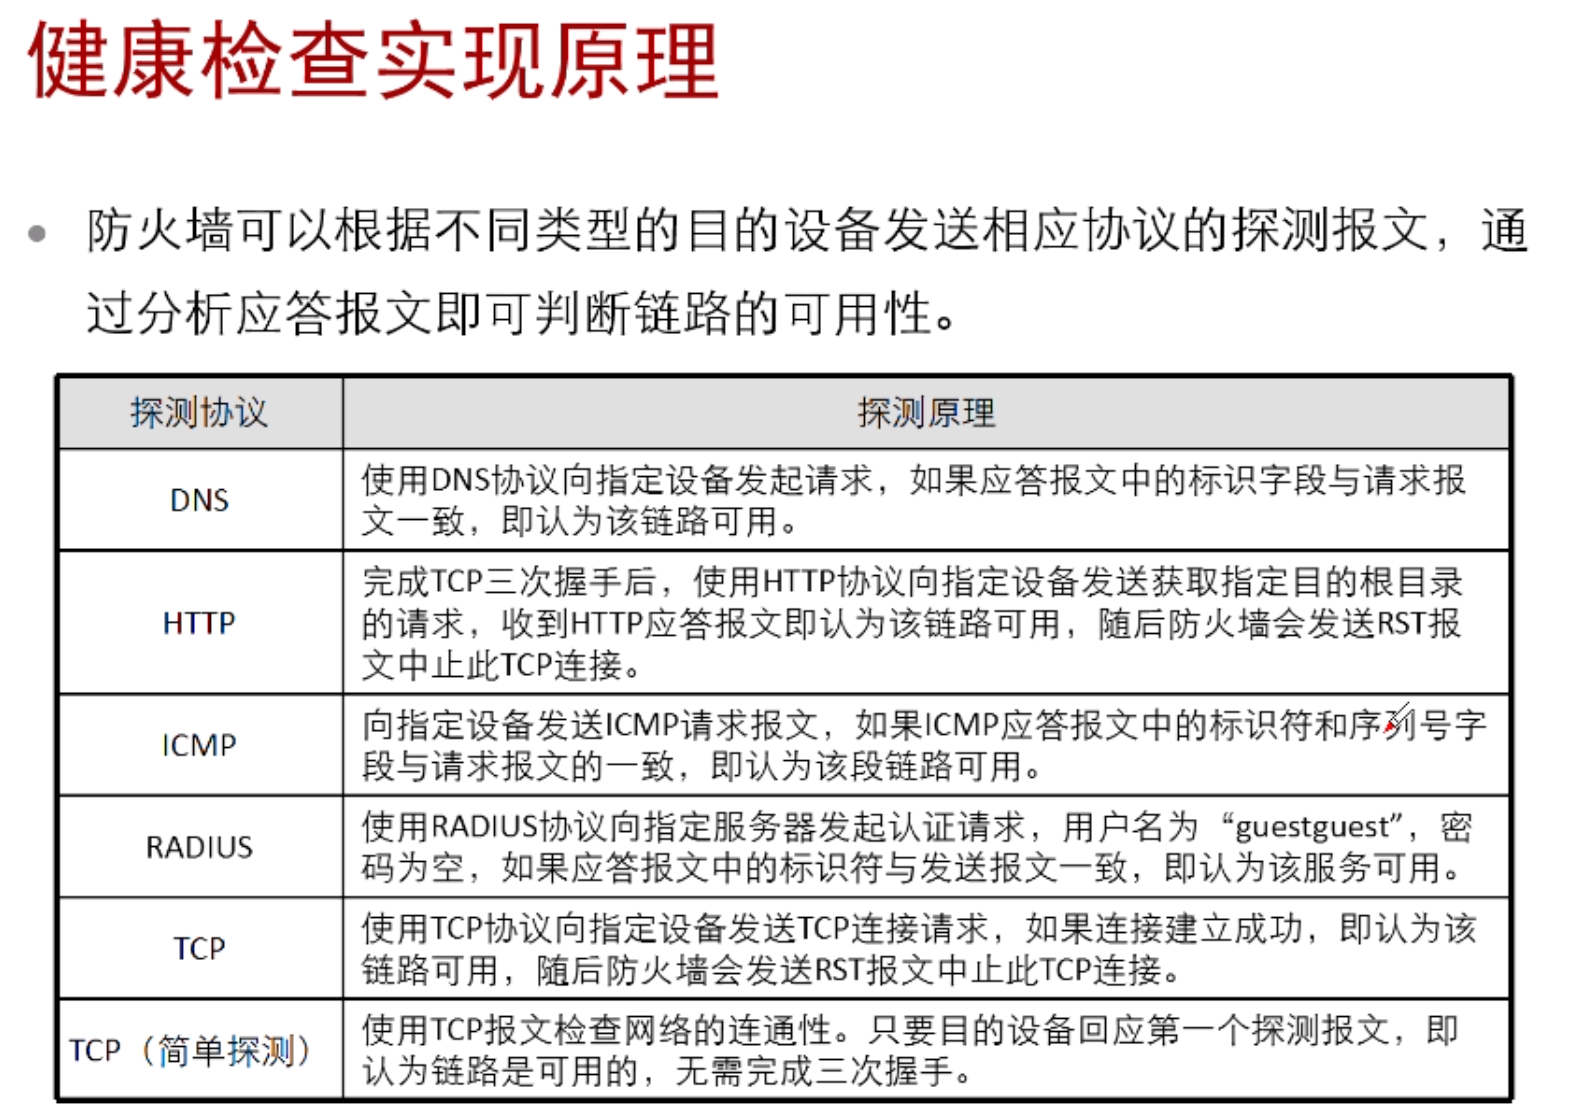 健康检查实现原理
防火墙可以根据不同类型的目的设备发送相应协议的探测报文，通
过分析应答报文即可判断链路的可用性。
探测协议
探测原理
DNS
使用DNS协议向指定设备发起请求，如果应答报文中的标识字段与请求报
文一致，即认为该链路可用。
HTTP
完成TCP三次握手后，使用HTTP协议向指定设备发送获取指定目的根目录
的请求，收到HTTP应答报文即认为该链路可用，随后防火墙会发送RST报
文中止此TCP连接。
ICMP
向指定设备发送ICMP请求报文，如果ICMP应答报文中的标识符和序列号字
段与请求报文的一致，即认为该段链路可用。
RADIUS
使用RADIUS协议向指定服务器发起认证请求，用户名为“guestguest”，密
码为空，如果应答报文中的标识符与发送报文一致，即认为该服务可用。
TCP
使用TCP协议向指定设备发送TCP连接请求，如果连接建立成功，即认为该
链路可用，随后防火墙会发送RST报文中止此TCP连接。
TCP（简单探测）
使用TCP报文检查网络的连通性。只要目的设备回应第一个探测报文，即
认为链路是可用的，无需完成三次握手。